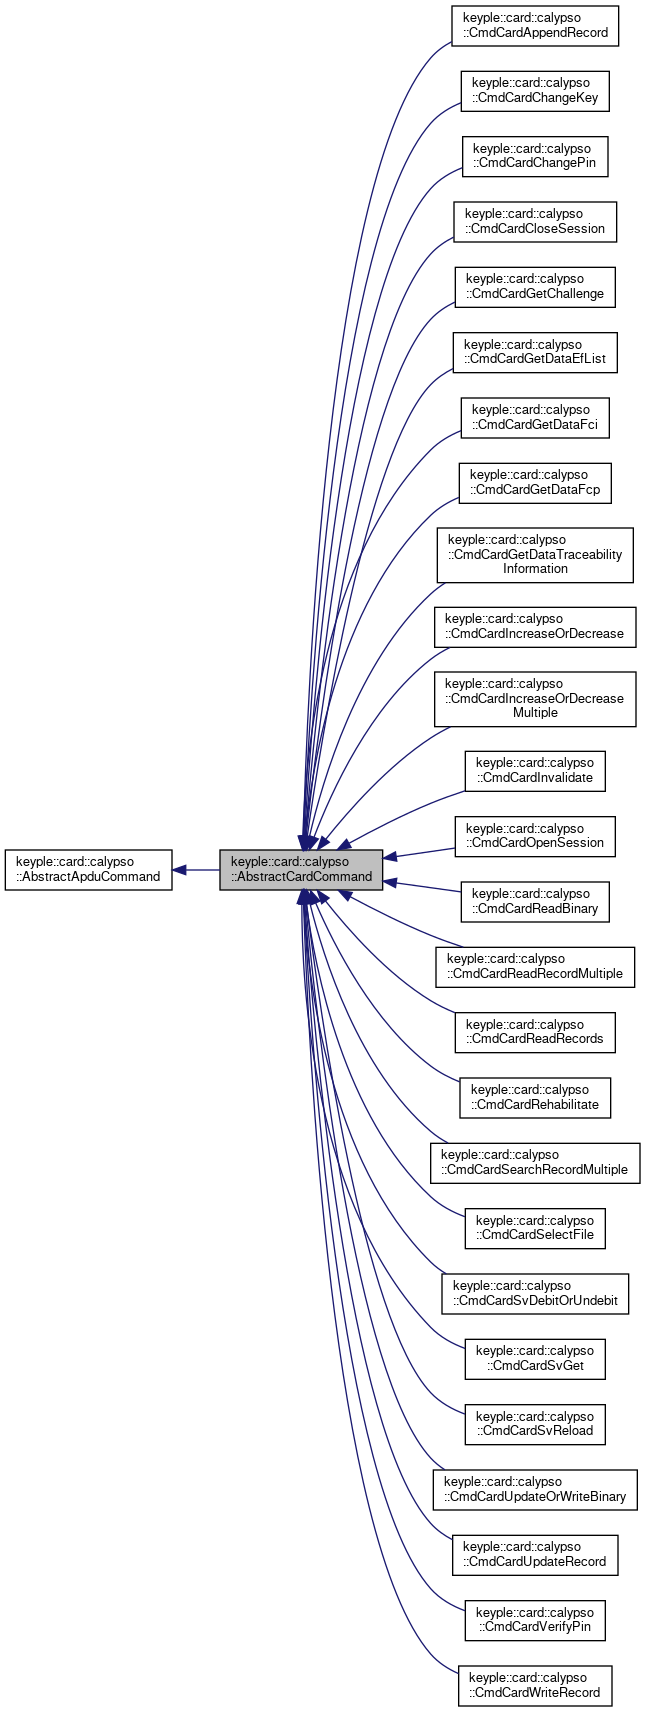 keyple::card::calypso
::CmdCardAppendRecord
keyple::card::calypso
::CmdCardChangeKey
keyple::card::calypso
::CmdCardChangePin
keyple::card::calypso
::CmdCardCloseSession
keyple::card::calypso
::CmdCardGetChallenge
keyple::card::calypso
::CmdCardGetDataEfList
keyple::card::calypso
::CmdCardGetDataFci
keyple::card::calypso
::CmdCardGetDataFcp
keyple::card::calypso
::CmdCardGetDataTraceability
Information
keyple::card::calypso
::CmdCardIncreaseOrDecrease
keyple::card::calypso
::CmdCardIncreaseOrDecrease
Multiple
keyple::card::calypso
::CmdCardInvalidate
keyple::card::calypso
::CmdCardOpenSession
keyple::card::calypso
::AbstractApduCommand
keyple::card::calypso
::AbstractCardCommand
keyple::card::calypso
::CmdCardReadBinary
keyple::card::calypso
::CmdCardReadRecordMultiple
keyple::card::calypso
::CmdCardReadRecords
keyple::card::calypso
::CmdCardRehabilitate
keyple::card::calypso
::CmdCardSearchRecordMultiple
keyple::card::calypso
::CmdCardSelectFile
keyple::card::calypso
::CmdCardSvDebitOrUndebit
keyple::card::calypso
::CmdCardSvGet
keyple::card::calypso
::CmdCardSvReload
keyple::card::calypso
::CmdCardUpdateOrWriteBinary
keyple::card::calypso
::CmdCardUpdateRecord
keyple::card::calypso
::CmdCardVerifyPin
keyple::card::calypso
::CmdCardWriteRecord